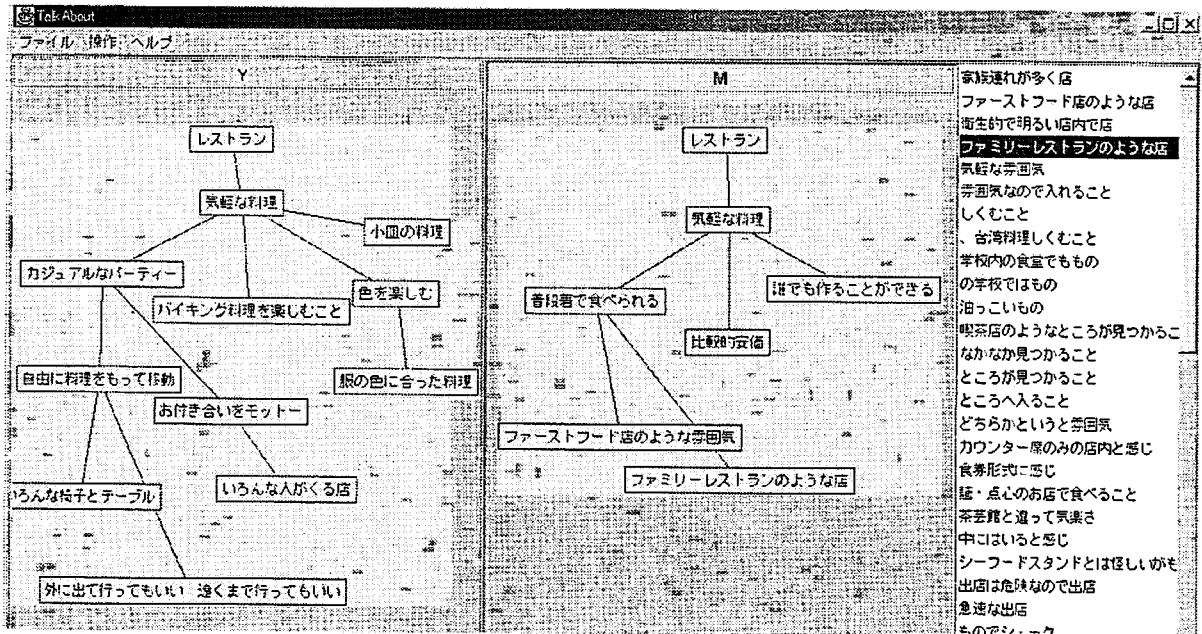 Talk About
ファイル 操作 ヘルプ
Y
レストラン
気軽な料理
小皿の料理
カジュアルなパーティー
バイキング料理を楽しむこと
色を楽しむ
自由に料理をもって移動
服の色に合った料理
お付き合いをモットー
いろんな椅子とテーブル
いろんな人がくる店
外に出て行ってもいい 遠くまで行ってもいい
M
レストラン
気軽な料理
普段着で食べられる
誰でも作ることができる
比較的安価
ファーストフード店のような雰囲気
ファミリーレストランのような店
家族連れが多く店
ファーストフード店のような店
衛生的で明るい店内で店
ファミリーレストランのような店
気軽な雰囲気
雰囲気なので入れること
しくむこと
、台湾料理しくむこと
学校内の食堂でももの
の学校ではもの
油っこいもの
喫茶店のようなところが見つかるこ
なかなか見つかること
ところが見つかること
ところへ入ること
どちらかというと雰囲気
カウンター席のみの店内と感じ
食券形式に感じ
・点心のお店で食べること
茶芸館と違って気楽さ
中にはいると感じ
シーフードスタンドとは怪しいがも
出店は危険なので出店
急速な出店
ものでショック